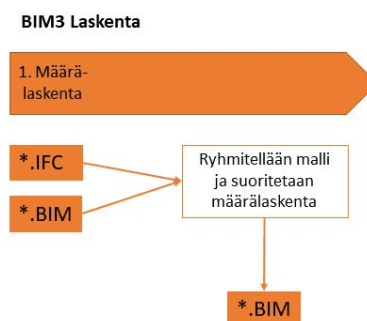 BIM3 Laskenta
1. Määrä-
laskenta
*.IFC
*.BIM
Ryhmitellään malli
ja suoritetaan
määrälaskenta
*.BIM